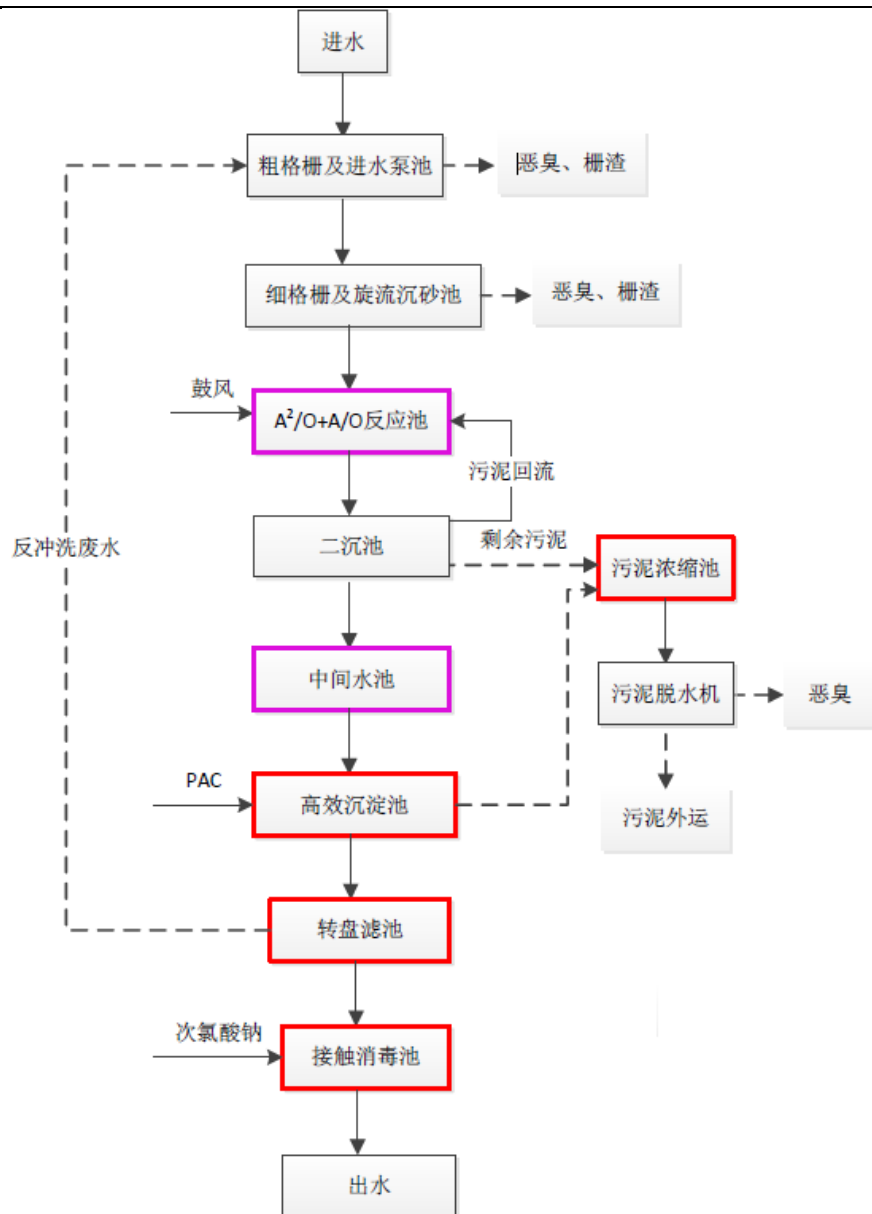 进水
粗格栅及进水泵池
恶臭、栅渣
细格栅及旋流沉砂池
恶臭、栅渣
鼓风
A²/O+A/O反应池
污泥回流
二沉池
剩余污泥
反冲洗废水
污泥浓缩池
中间水池
污泥脱水机
恶臭
PAC
高效沉淀池
污泥外运
转盘滤池
次氯酸钠
接触消毒池
出水